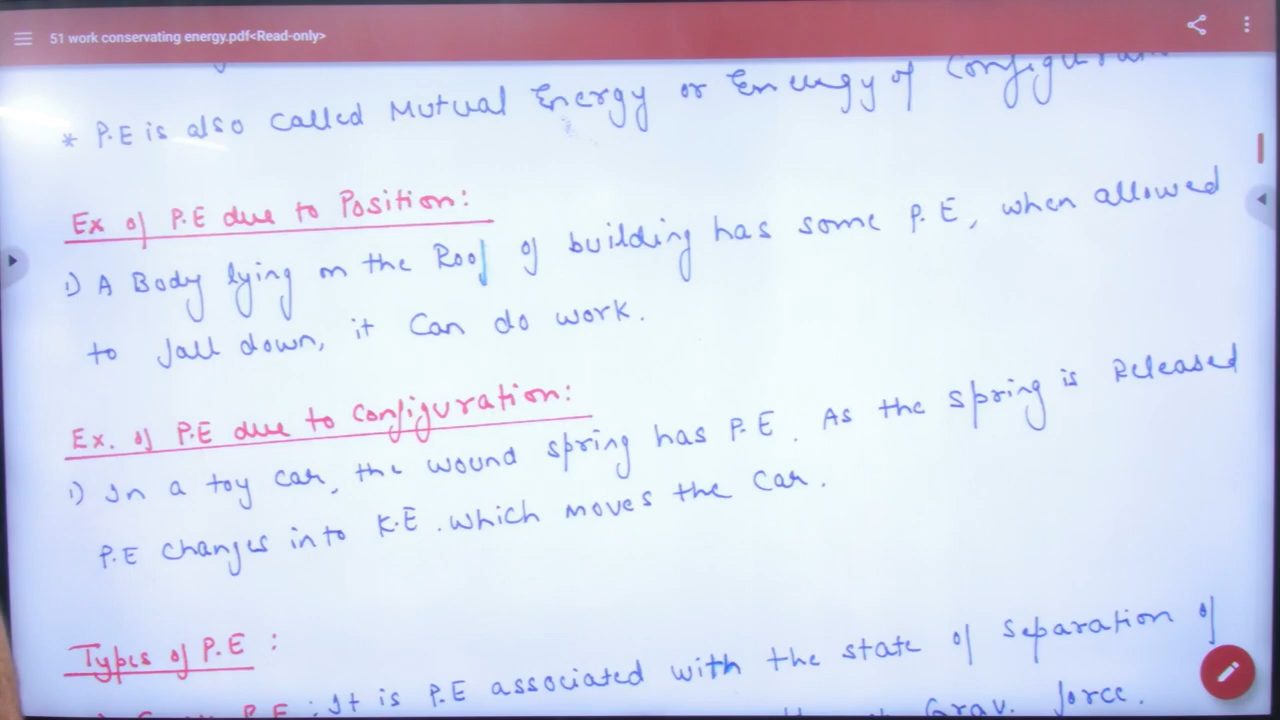 51 work conservating energy.pdf<Read-only>
* P.E is also called Mutual Energy or Energy of
Ex of P.E due to Position:
1) A Body lying on the Roof of building has some P.E, when allowed
to fall down, it Can do work.
Ex. of P.E due to Configuration:
1) In a toy car, the wound spring has P.E. As the spring is Released
P.E changes into K.E. which moves the Car.
Types of P.E :
P.E : It is P.E associated with the state of separation of
Grav. force.